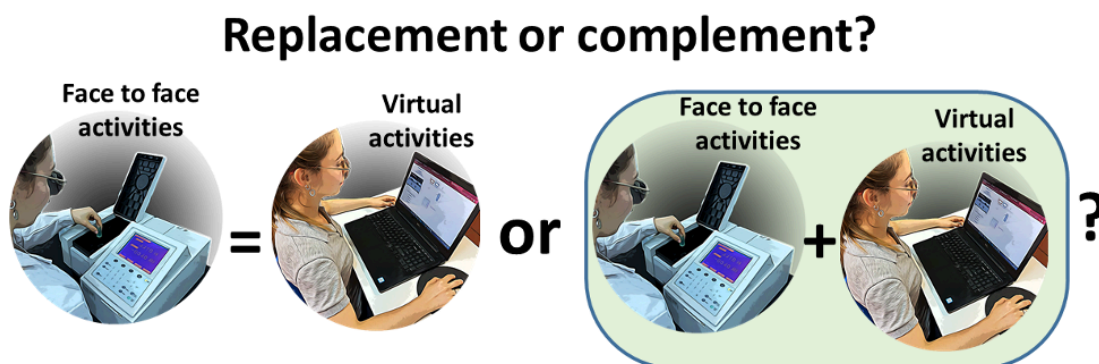 Replacement or complement?
Face to face
activities
=
Virtual
activities
or
Face to face
activities
+
Virtual
activities
?